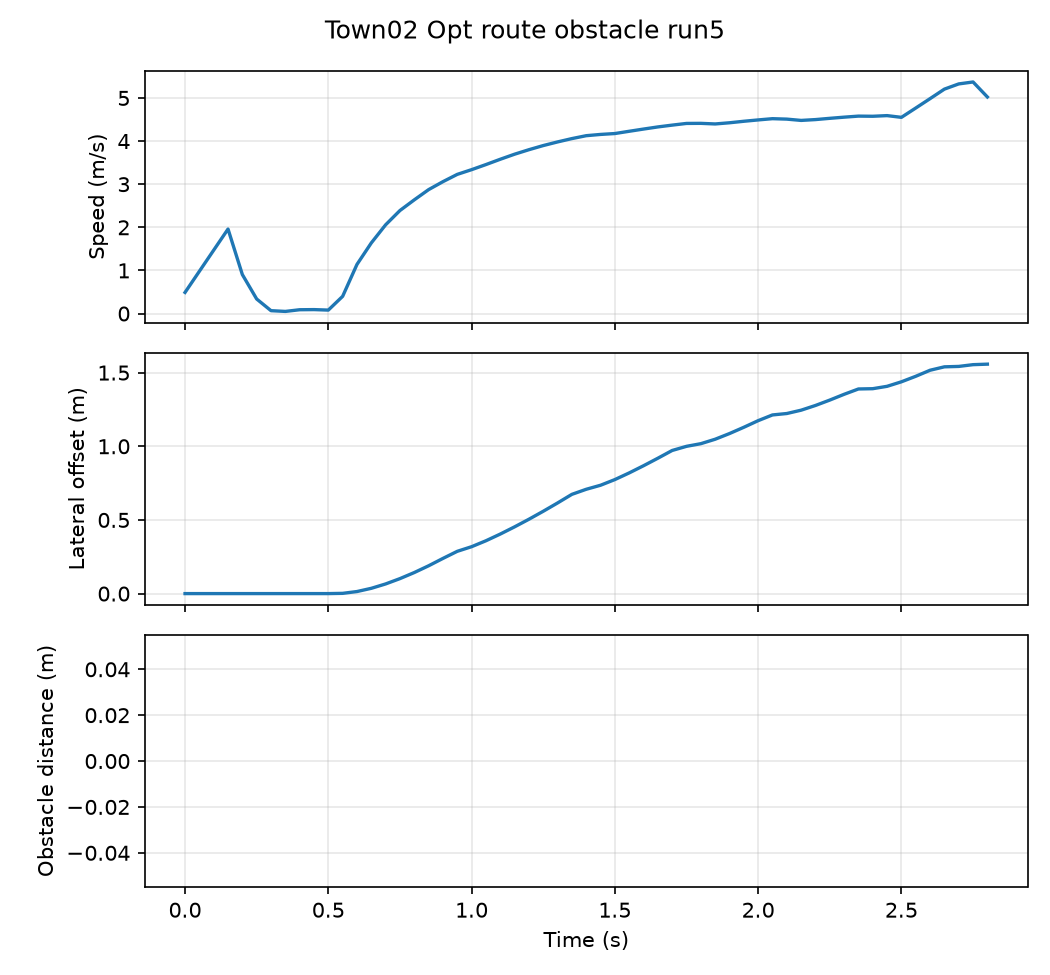 Town02 Opt route obstacle run5
Speed (m/s)
5
4
3
2
1
0
Lateral offset (m)
1.5
1.0
0.5
0.0
Obstacle distance (m)
0.04
0.02
0.00
−0.02
−0.04
0.0 0.5 1.0 1.5 2.0 2.5
Time (s)